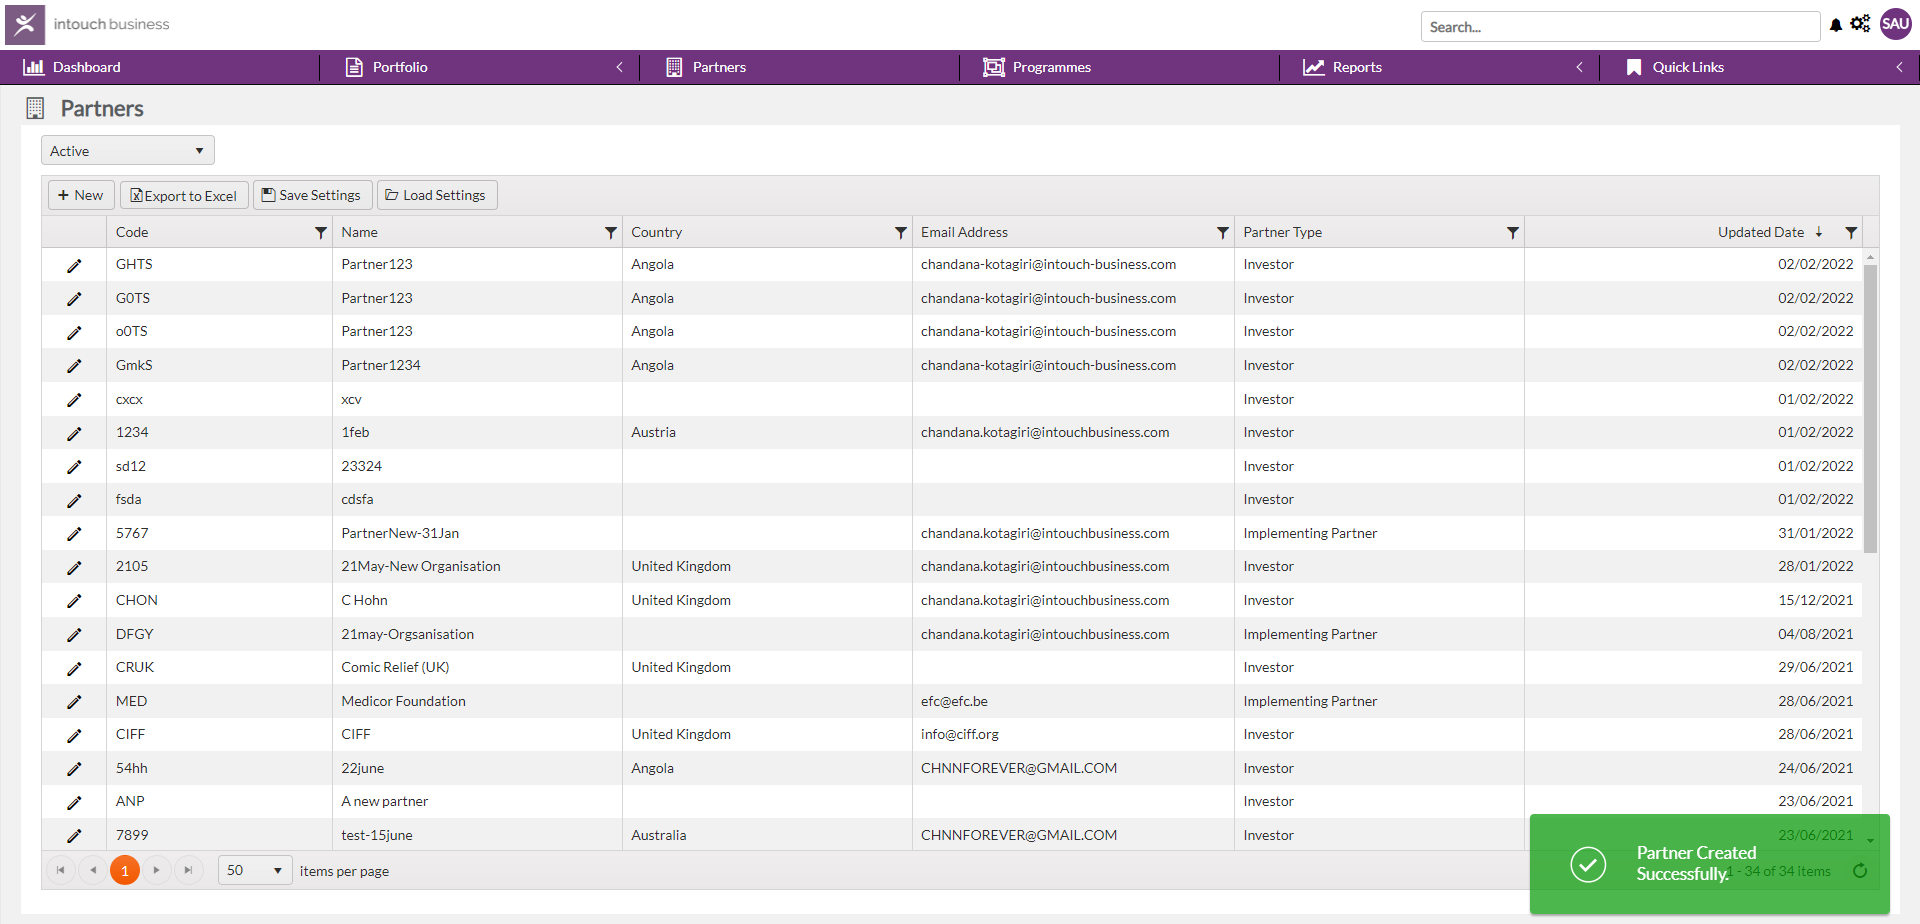 intouch business
Search...
SAU
Dashboard
Portfolio
Partners
Programmes
Reports
Quick Links
Partners
Active
New
Export to Excel
Save Settings
Load Settings
Code Name Country Email Address Partner Type Updated Date
GHTS Partner123 Angola chandana-kotagiri@intouch-business.com Investor 02/02/2022
G0TS Partner123 Angola chandana-kotagiri@intouch-business.com Investor 02/02/2022
o0TS Partner123 Angola chandana-kotagiri@intouch-business.com Investor 02/02/2022
GmkS Partner1234 Angola chandana-kotagiri@intouch-business.com Investor 02/02/2022
cxcx xcv Investor 01/02/2022
1234 1feb Austria chandana.kotagiri@intouchbusiness.com Investor 01/02/2022
sd12 23324 Investor 01/02/2022
fsda cdsfa Investor 01/02/2022
5767 PartnerNew-31Jan chandana.kotagiri@intouchbusiness.com Implementing Partner 31/01/2022
2105 21May-New Organisation United Kingdom chandana.kotagiri@intouchbusiness.com Investor 28/01/2022
CHON C Hohn United Kingdom chandana.kotagiri@intouchbusiness.com Investor 15/12/2021
DFGY 21may-Orgsanisation chandana.kotagiri@intouchbusiness.com Implementing Partner 04/08/2021
CRUK Comic Relief (UK) United Kingdom Investor 29/06/2021
MED Medicor Foundation efc@efc.be Implementing Partner 28/06/2021
CIFF CIFF United Kingdom info@ciff.org Investor 28/06/2021
54hh 22june Angola CHNNFOREVER@GMAIL.COM Investor 24/06/2021
ANP A new partner Investor 23/06/2021
7899 test-15june Australia CHNNFOREVER@GMAIL.COM Investor 23/06/2021
1
50
items per page
1 - 34 of 34 items
Partner Created
Successfully.